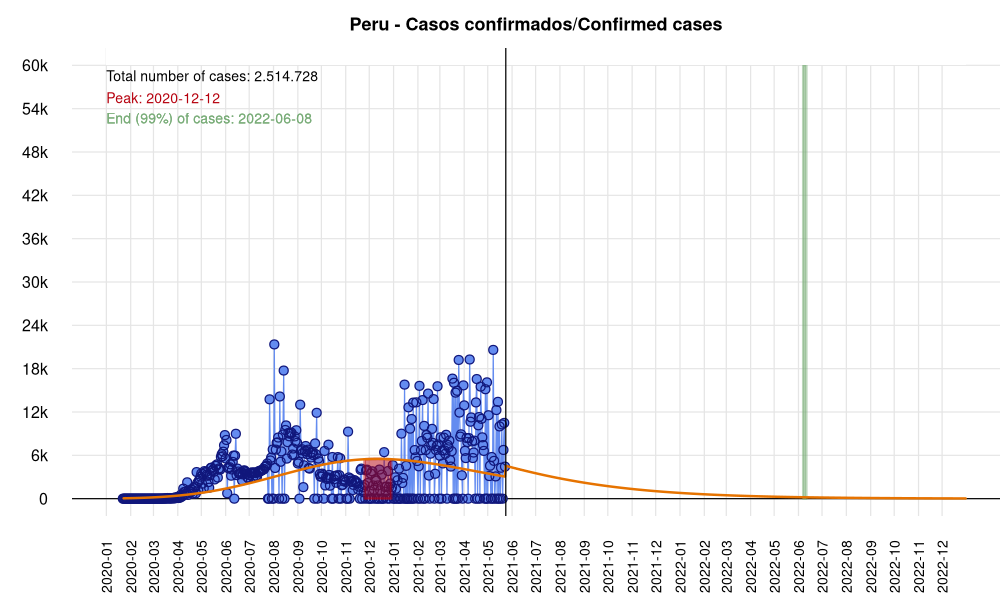 Peru - Casos confirmados/Confirmed cases
Total number of cases: 2.514.728
Peak: 2020-12-12
End (99%) of cases: 2022-06-08
60k
54k
48k
42k
36k
30k
24k
18k
12k
6k
0
2020-01
2020-02
2020-03
2020-04
2020-05
2020-06
2020-07
2020-08
2020-09
2020-10
2020-11
2020-12
2021-01
2021-02
2021-03
2021-04
2021-05
2021-06
2021-07
2021-08
2021-09
2021-10
2021-11
2021-12
2022-01
2022-02
2022-03
2022-04
2022-05
2022-06
2022-07
2022-08
2022-09
2022-10
2022-11
2022-12